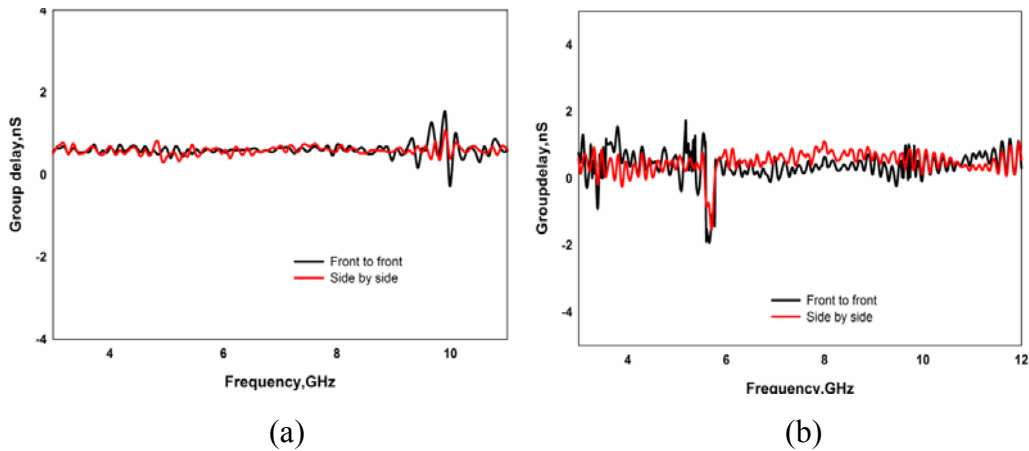 4
2
0
-2
-4
Group delay,nS
Front to front
Side by side
4
6
8
10
Frequency,GHz
(a)
4
2
0
-2
-4
Groupdelay,nS
Front to front
Side by side
4
6
8
10
12
Frequency,GHz
(b)